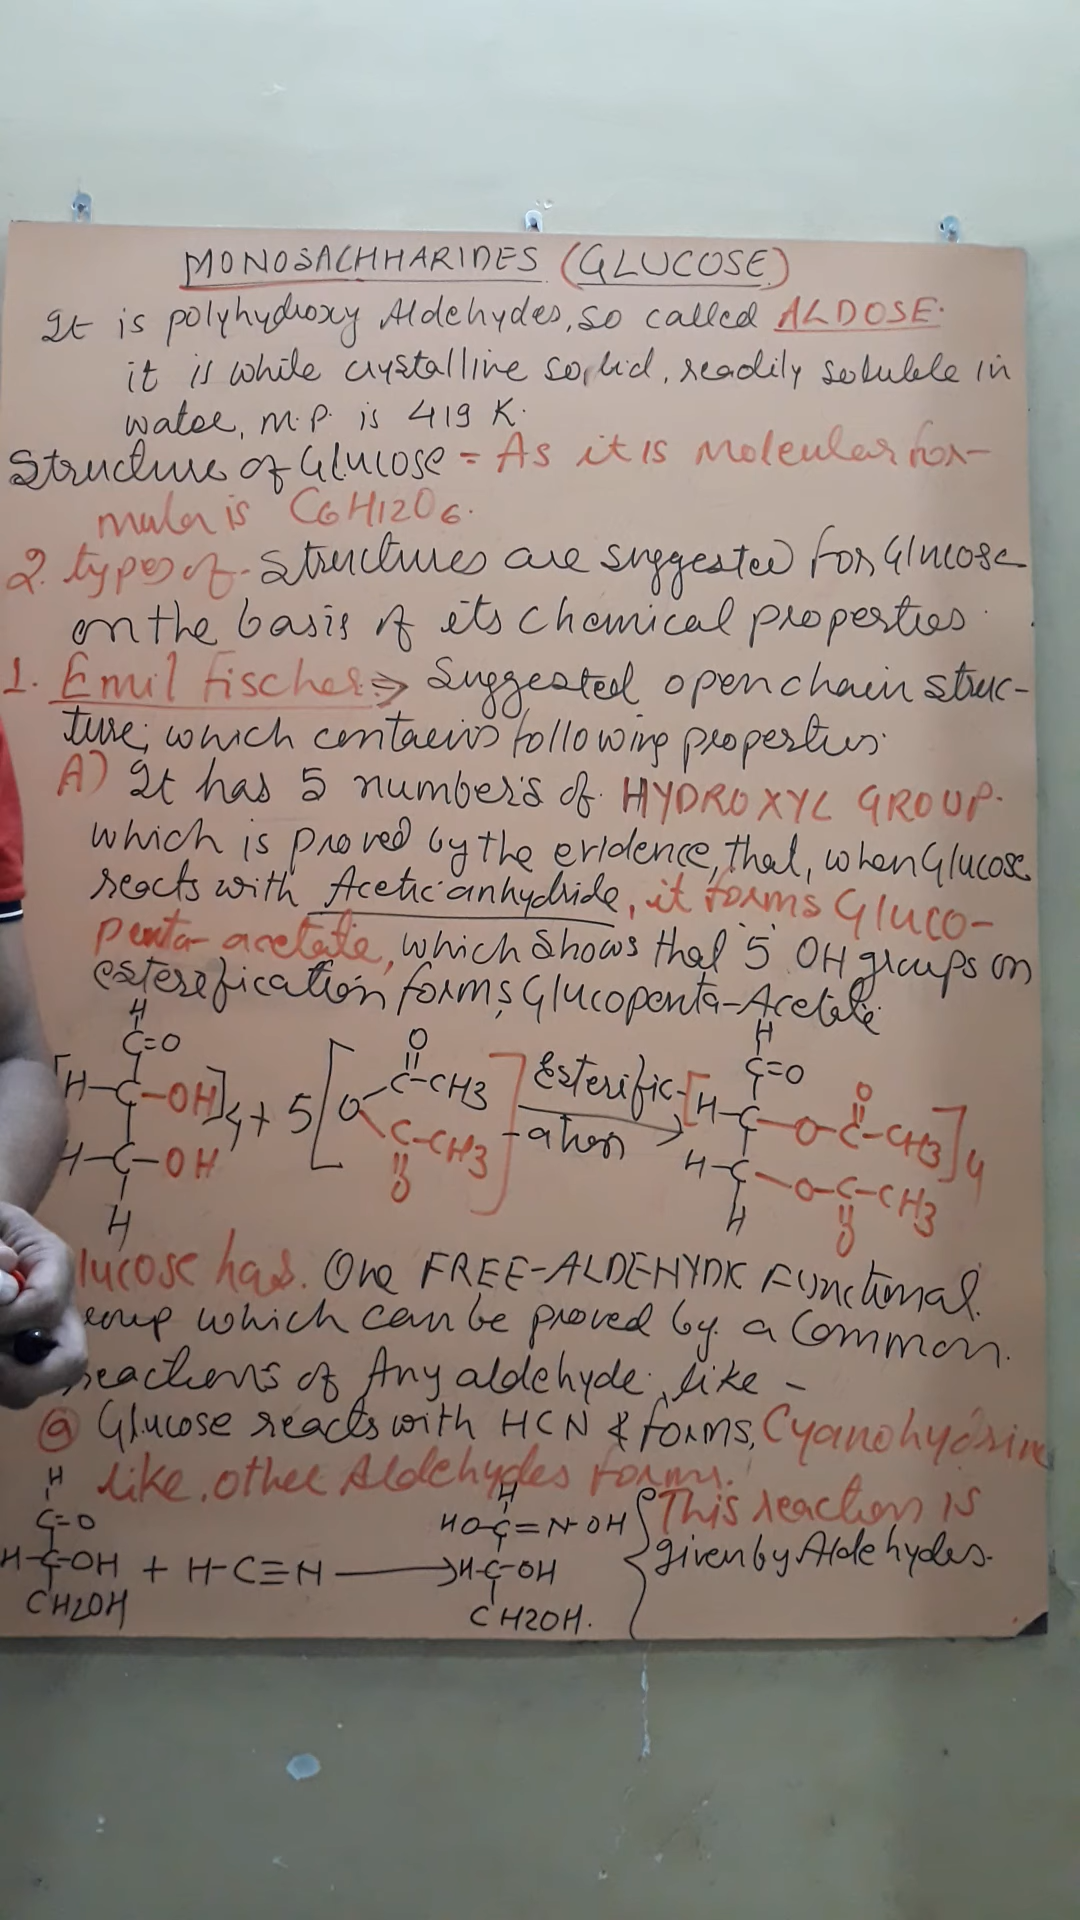 MONOSACHHARIDES (GLUCOSE)
It is polyhydroxy Aldehydes, so called ALDOSE.
it is while crystalline solid, readily soluble in
water, M.P. is 419 K.
Structure of Glucose = As it is Molecular for-
mula is C6H12O6.
2. types of structures are suggested for Glucose
on the basis of its chemical properties
1. Emil Fischer ⇒ Suggested open chain struc-
ture, which contains following properties
A) It has 5 numbers of HYDROXYL GROUP.
which is proved by the evidence, that, when Glucose
reacts with Acetic anhydride, it forms Gluco-
penta-acetate, which shows that 5 OH groups on
esterefication forms, Glucopenta-Acetate
H
C=O
[H-C-OH]4 + 5 [O C-CH3 O C-CH3 O] Esterific-ation → H C=O [H-C-O-C-CH3 O]4
H-C-OH
H
H-C-O-C-CH3 O
H
lucose has. One FREE-ALDEHYDE Functional.
roup which can be proved by a common.
reactions of Any aldehyde, like -
a Glucose reacts with HCN & forms, Cyanohydrin
like, other Aldehydes forms.
H
C=O
H-C-OH + H-C≡N ⟶
CH2OH
H
HO-C=N-OH
H-C-OH
CH2OH.
{ This reaction is
given by Aldehydes.